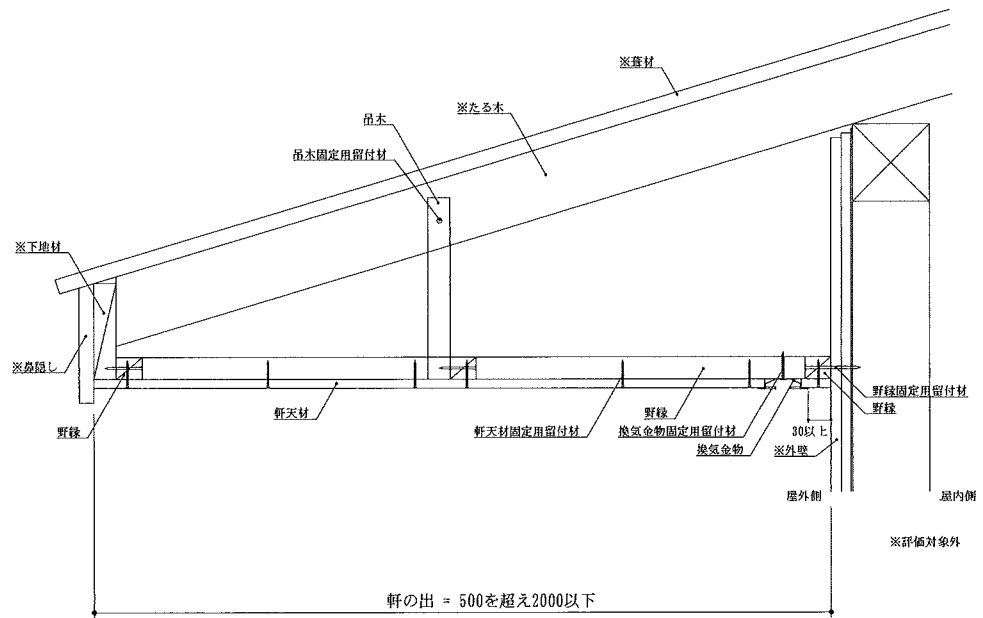 ※葺材
※たる木
吊木
吊木固定用留付材
※下地材
※鼻隠し
野縁
軒天材
軒天材固定用留付材
野縁
換気金物固定用留付材
換気金物
30以上
※外壁
野縁固定用留付材
野縁
屋外側
屋内側
※評価対象外
軒の出 = 500を超え2000以下